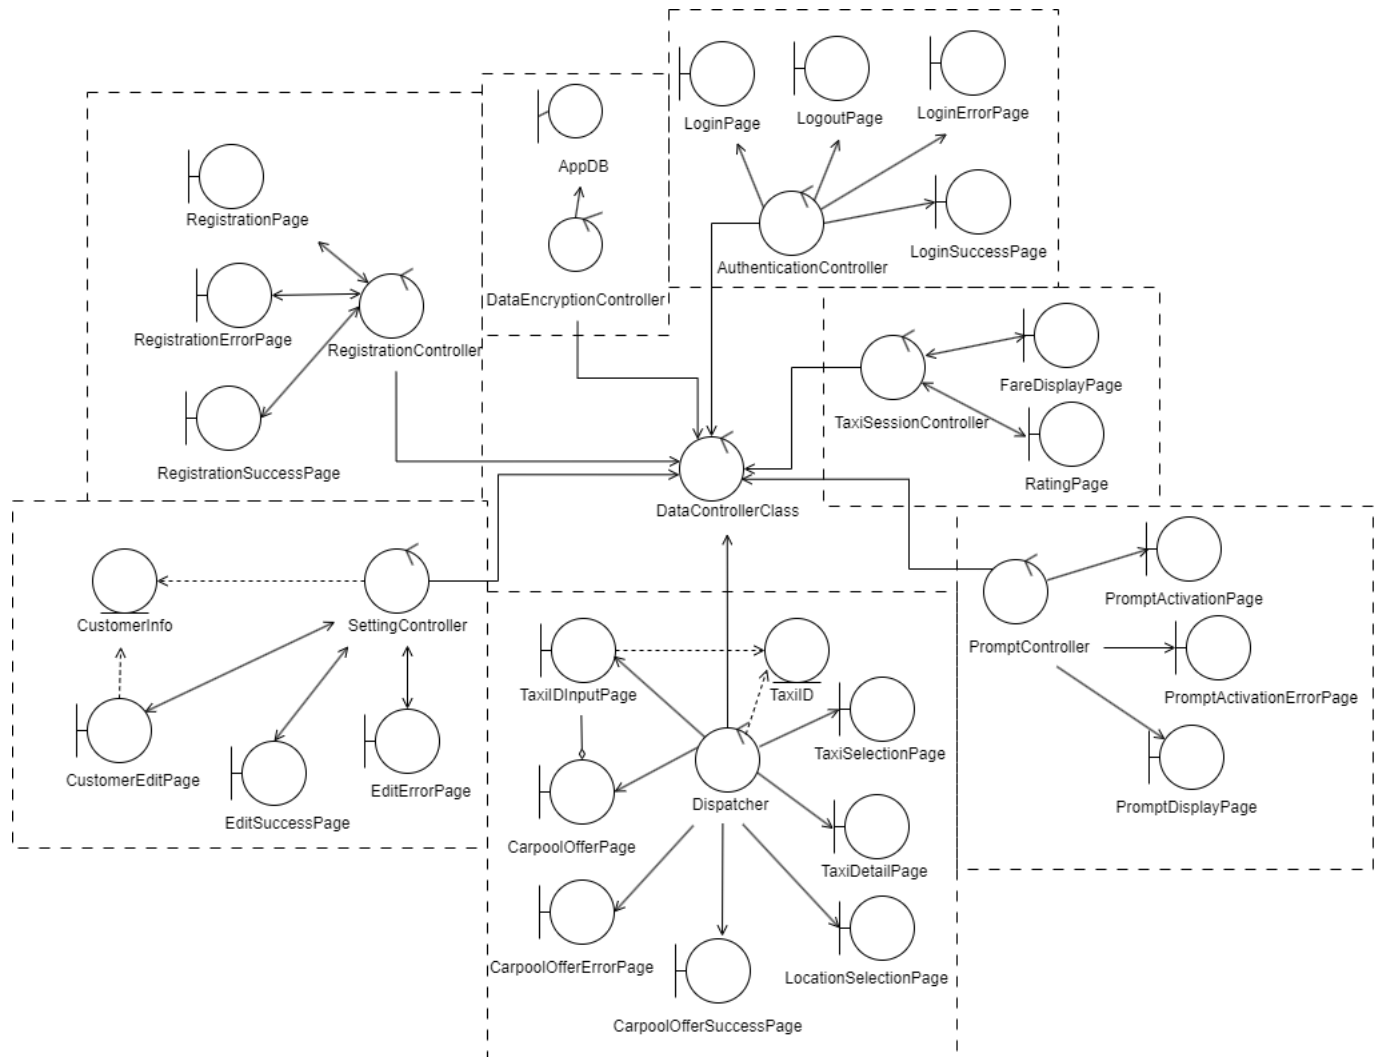 LoginPage
LogoutPage
LoginErrorPage
AppDB
RegistrationPage
LoginSuccessPage
AuthenticationController
DataEncryptionController
RegistrationErrorPage
RegistrationController
FareDisplayPage
TaxiSessionController
RegistrationSuccessPage
RatingPage
DataControllerClass
PromptActivationPage
CustomerInfo
SettingController
PromptController
TaxiIDInputPage
TaxiID
PromptActivationErrorPage
TaxiSelectionPage
CustomerEditPage
EditErrorPage
Dispatcher
PromptDisplayPage
EditSuccessPage
CarpoolOfferPage
TaxiDetailPage
CarpoolOfferErrorPage
LocationSelectionPage
CarpoolOfferSuccessPage